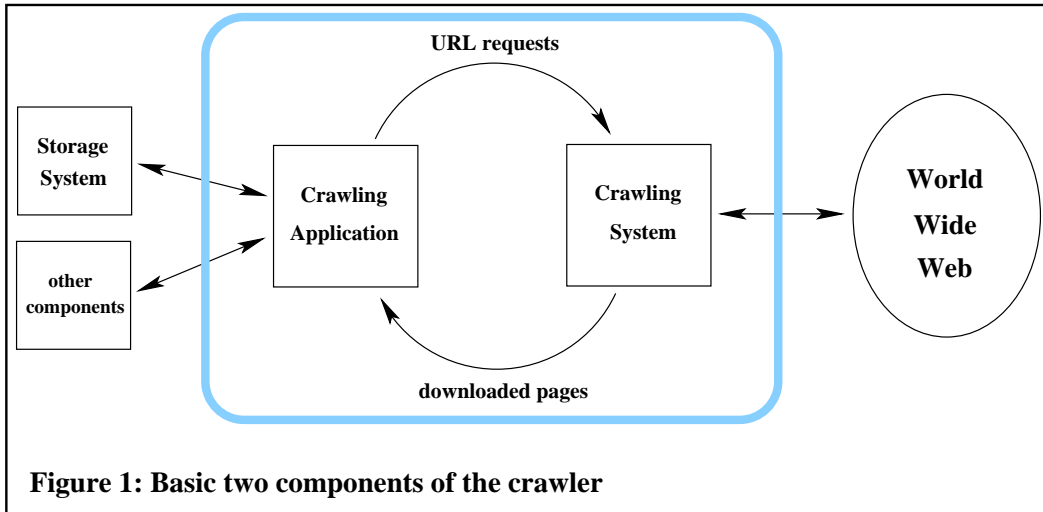 URL requests
Storage
System
Crawling
Application
Crawling
System
World
Wide
Web
other
components
downloaded pages
Figure 1: Basic two components of the crawler